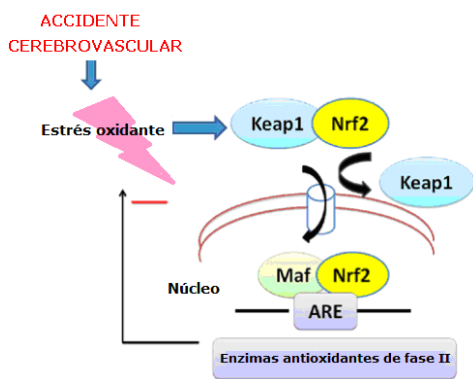 ACCIDENTE
CEREBROVASCULAR
Estrés oxidante
Keap1
Nrf2
Keap1
Núcleo
Maf
Nrf2
ARE
Enzimas antioxidantes de fase II